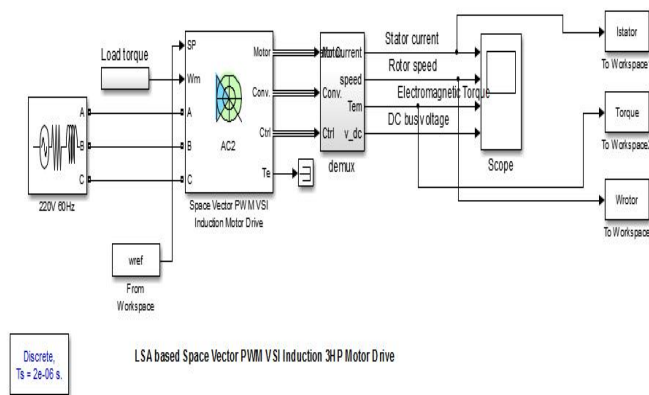 SP
Wm
A
B
C
Motor
Conv.
Ctrl
Te
AC2
Space Vector PWM VSI
Induction Motor Drive
Load torque
A
B
C
220V 60Hz
wref
From
Workspace
Conv.
Ctrl
Current
speed
Tem
v_dc
demux
Stator current
Rotor speed
Electromagnetic Torque
DC bus voltage
Scope
Istator
To Workspace
Torque
To Workspace2
Wrotor
To Workspace
Discrete,
Ts = 2e-06 s.
LSA based Space Vector PWM VSI Induction 3HP Motor Drive